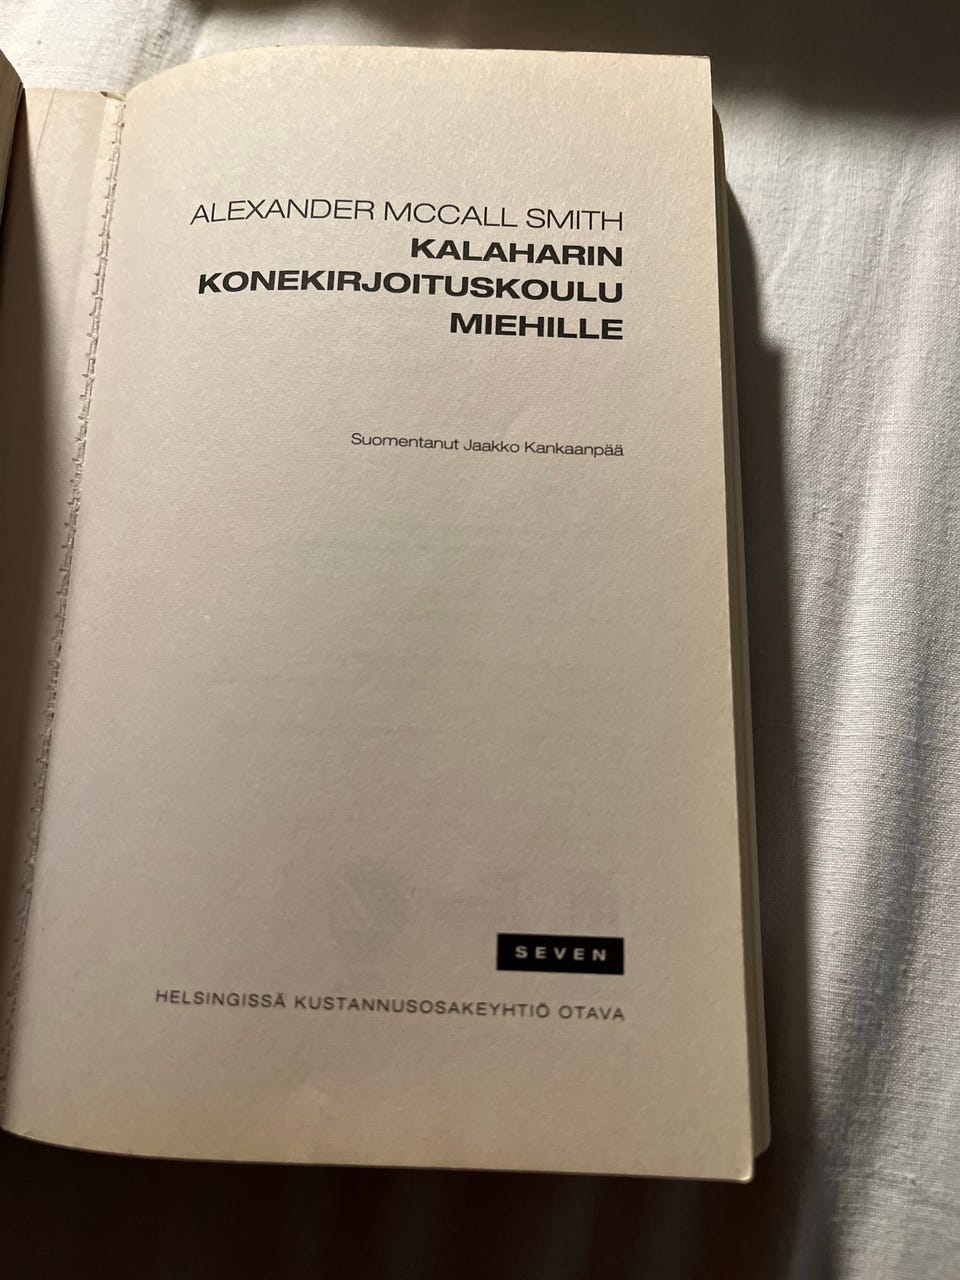 ALEXANDER MCCALL SMITH
KALAHARIN
KONEKIRJOITUSKOULU
MIEHILLE
Suomentanut Jaakko Kankaanpää
SEVEN
HELSINGISSÄ KUSTANNUSOSAKEYHTIÖ OTAVA